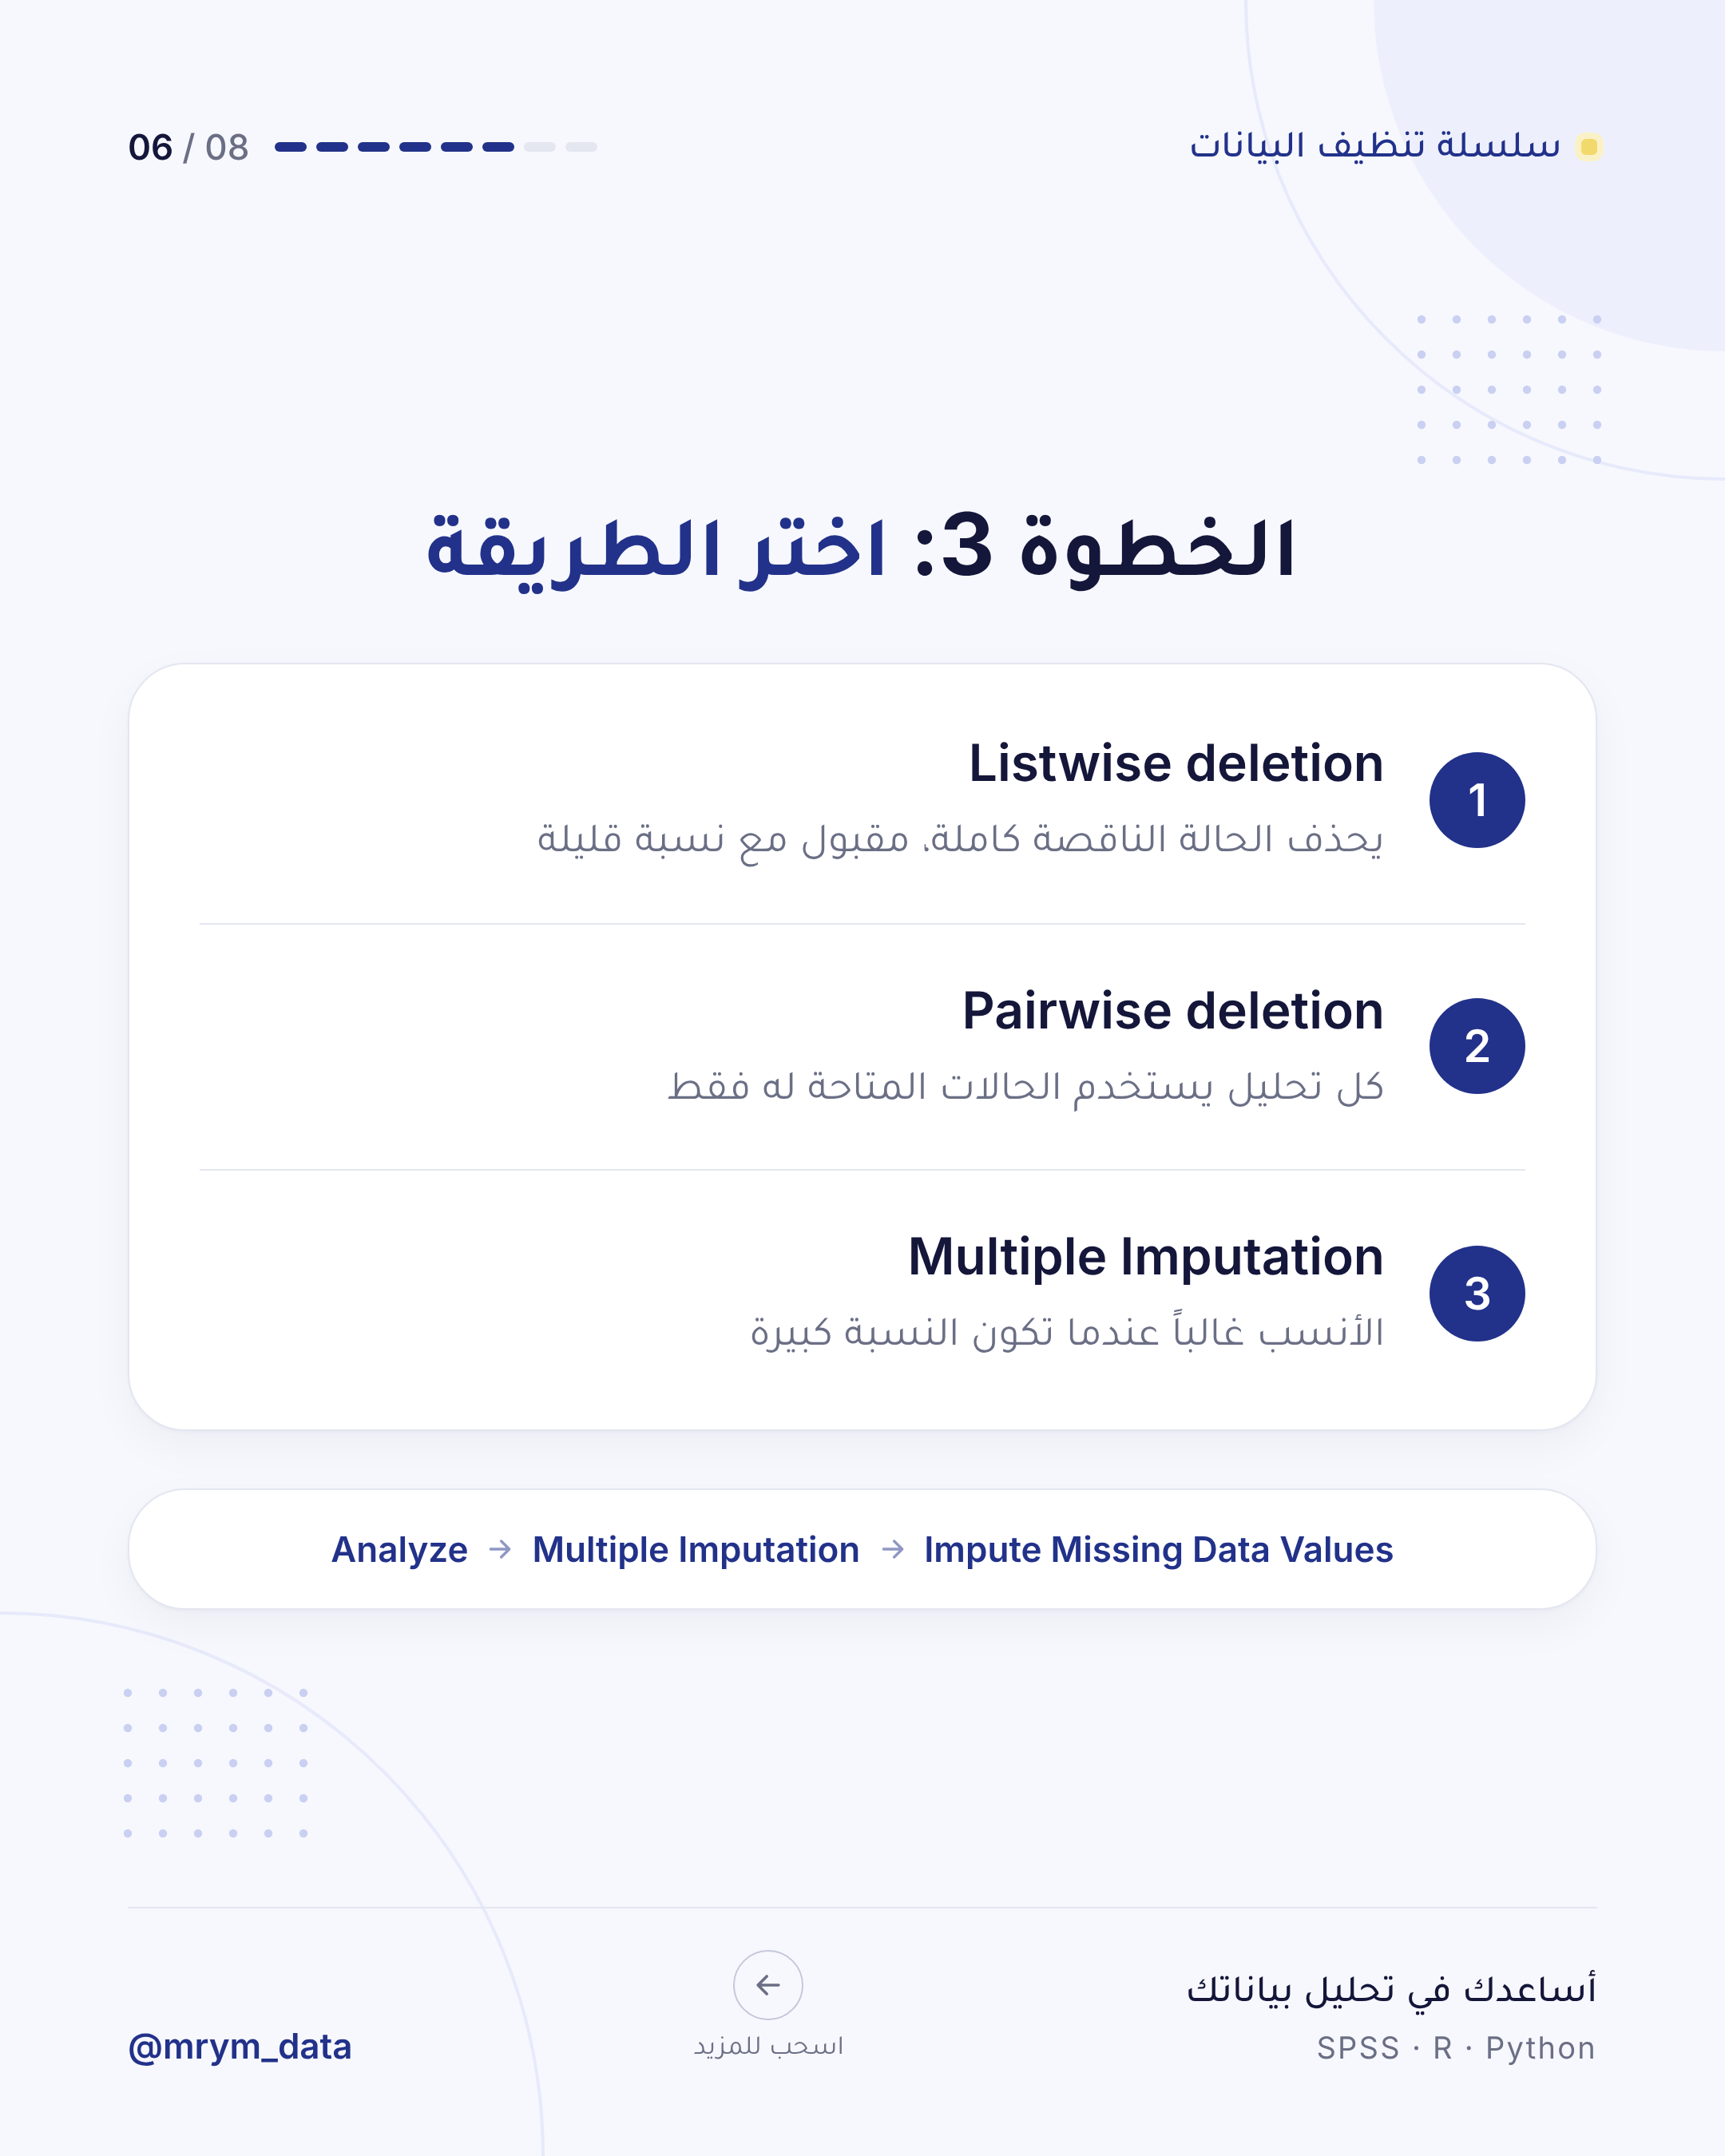 سلسلة تنظيف البيانات
06 / 08
الخطوة 3: اختر الطريقة
1
Listwise deletion
يحذف الحالة الناقصة كاملة، مقبول مع نسبة قليلة
2
Pairwise deletion
كل تحليل يستخدم الحالات المتاحة له فقط
3
Multiple Imputation
الأنسب غالباً عندما تكون النسبة كبيرة
Analyze → Multiple Imputation → Impute Missing Data Values
أساعدك في تحليل بياناتك
SPSS · R · Python
←
اسحب للمزيد
@mrym_data